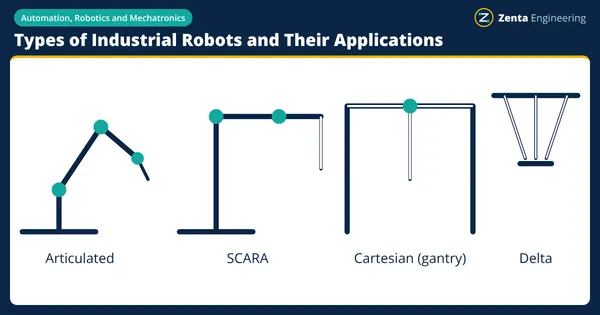 Automation, Robotics and Mechatronics
Zenta Engineering
Types of Industrial Robots and Their Applications
Articulated
SCARA
Cartesian (gantry)
Delta